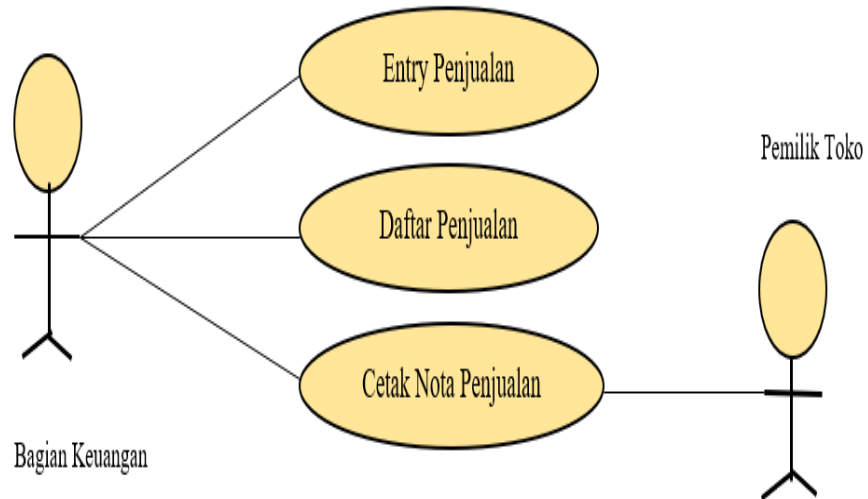 Entry Penjualan
Pemilik Toko
Daftar Penjualan
Cetak Nota Penjualan
Bagian Keuangan